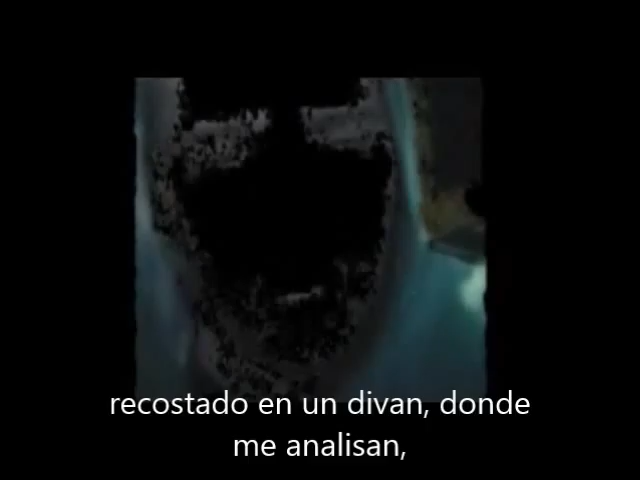 recostado en un divan, donde
me analisan,